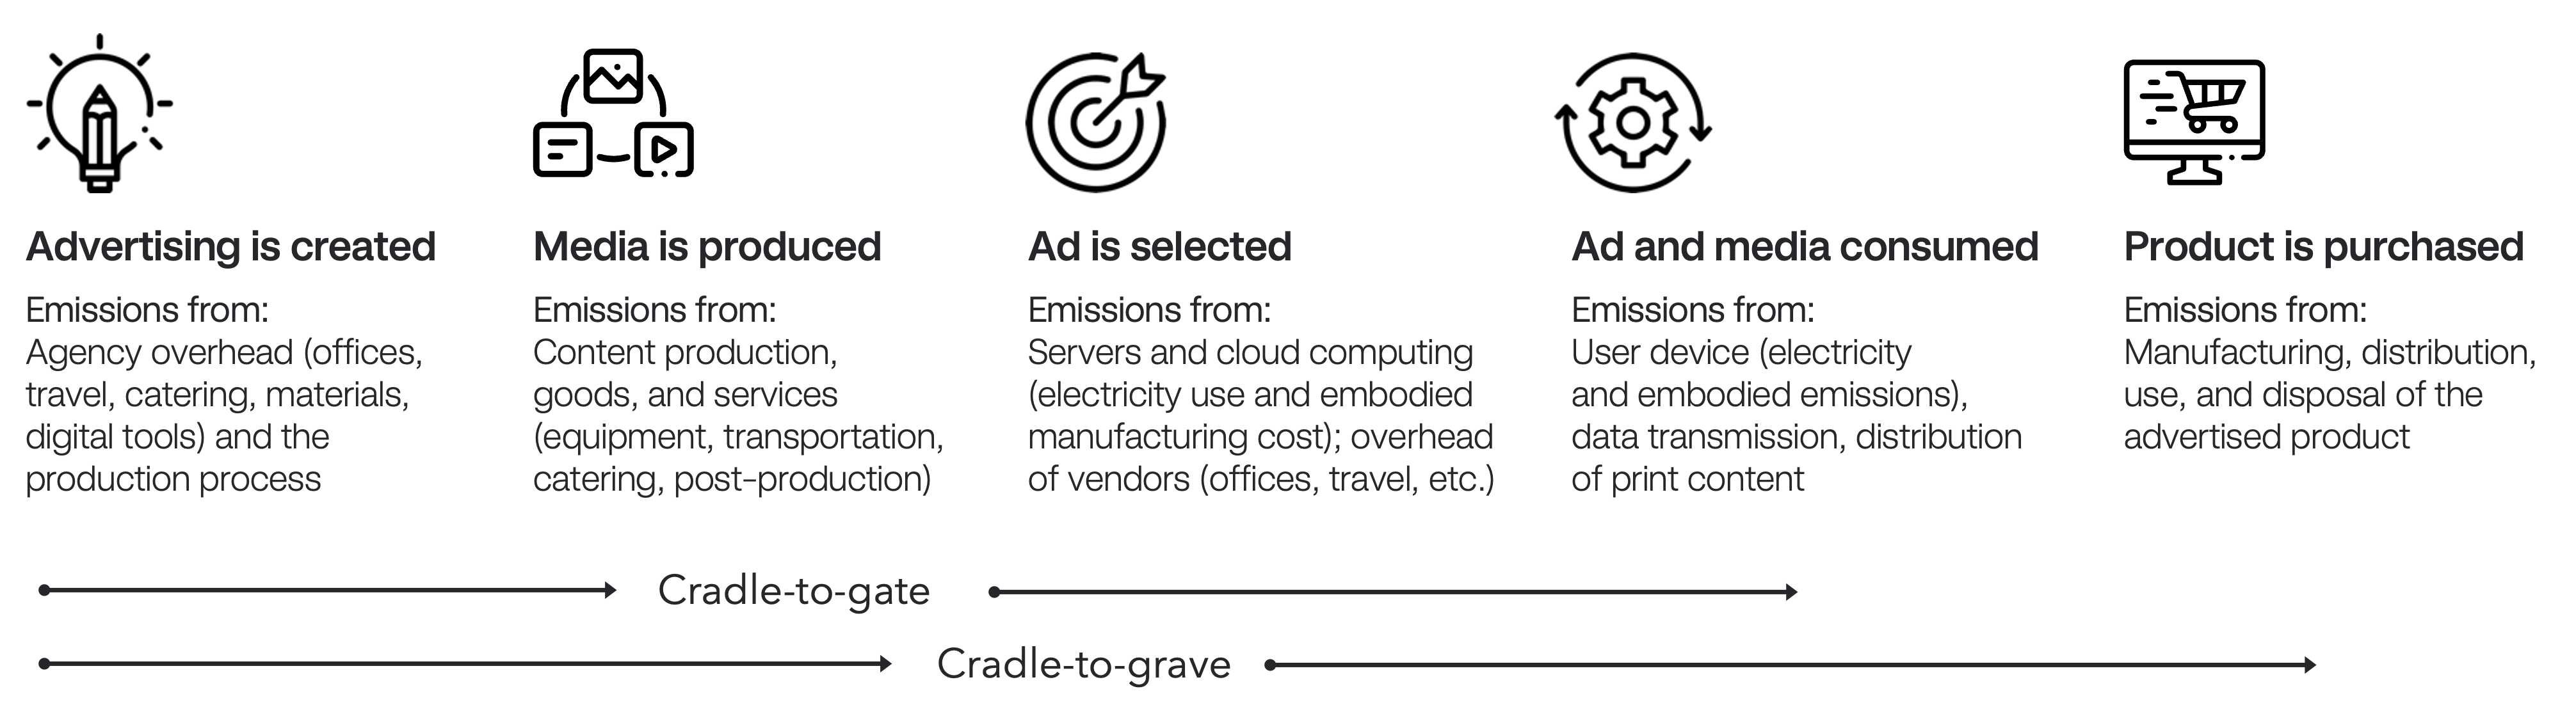 Advertising is created
Emissions from:
Agency overhead (offices,
travel, catering, materials,
digital tools) and the
production process
Media is produced
Emissions from:
Content production,
goods, and services
(equipment, transportation,
catering, post-production)
Ad is selected
Emissions from:
Servers and cloud computing
(electricity use and embodied
manufacturing cost); overhead
of vendors (offices, travel, etc.)
Ad and media consumed
Emissions from:
User device (electricity
and embodied emissions),
data transmission, distribution
of print content
Product is purchased
Emissions from:
Manufacturing, distribution,
use, and disposal of the
advertised product
Cradle-to-gate
Cradle-to-grave